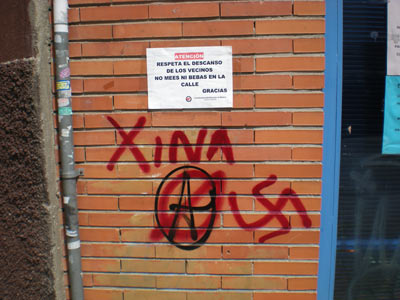 ATENCIÓN
RESPETA EL DESCANSO
DE LOS VECINOS
NO MEES NI BEBAS EN LA
CALLE
GRACIAS
XINA
A